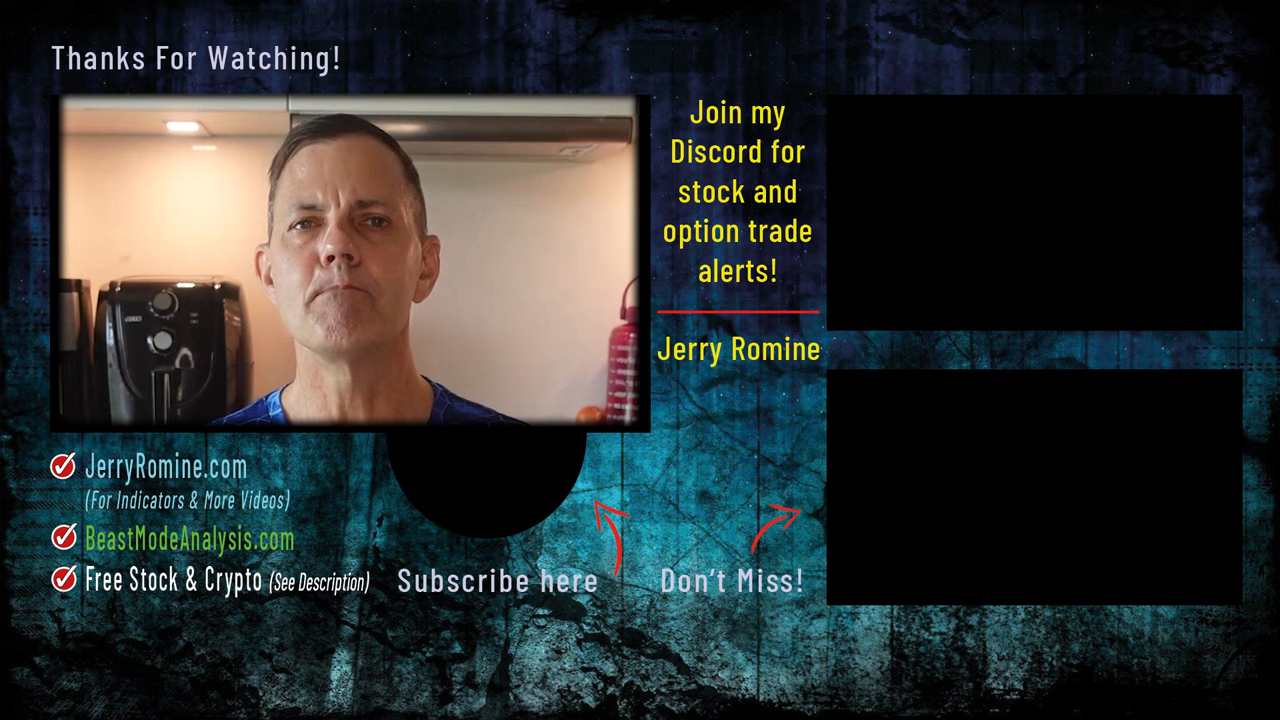 Thanks For Watching!
Join my
Discord for
stock and
option trade
alerts!
Jerry Romine
JerryRomine.com
(For Indicators & More Videos)
BeastModeAnalysis.com
Free Stock & Crypto (See Description)
Subscribe here
Don't Miss!